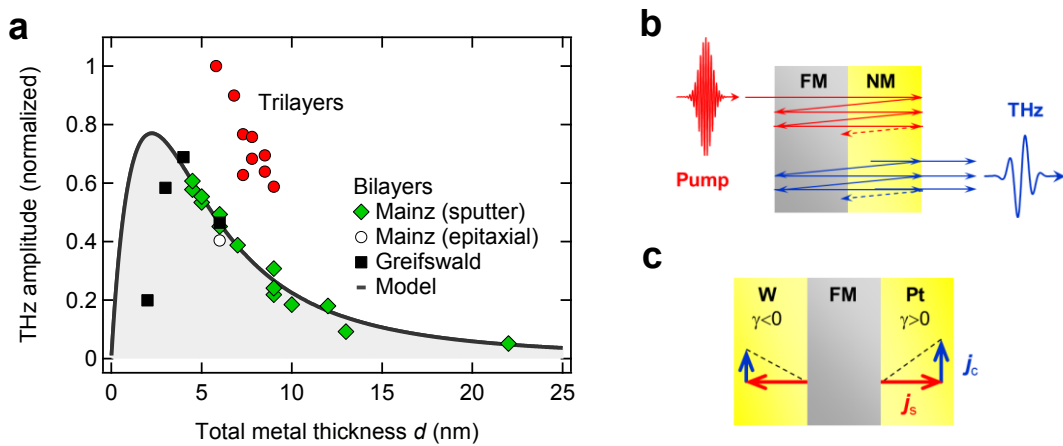 a
THz amplitude (normalized)
1
0.8
0.6
0.4
0.2
0
0
5
10
15
20
25
Total metal thickness d (nm)
Trilayers
Bilayers
Mainz (sputter)
Mainz (epitaxial)
Greifswald
Model
b
FM
NM
THz
Pump
c
W
FM
Pt
γ<0
γ>0
jc
js